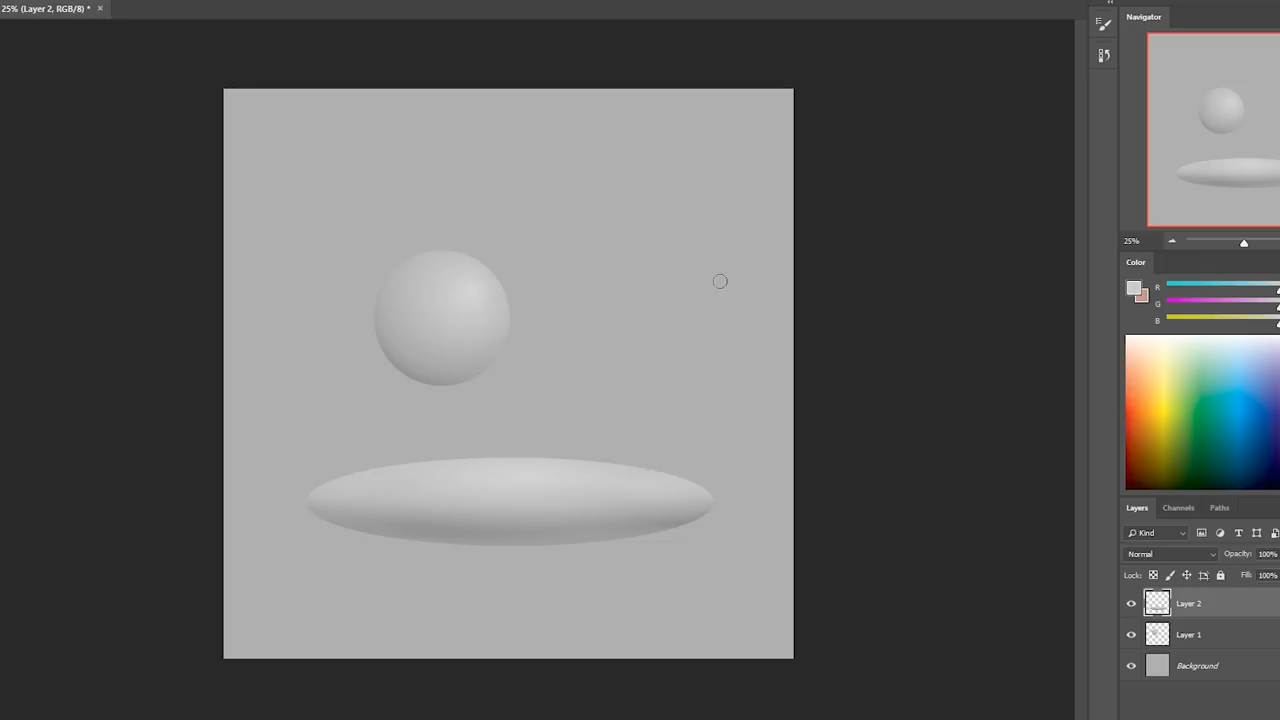 25% (Layer 2, RGB/8) *
Navigator
25%
Color
R
G
B
Layers Channels Paths
Kind
Normal Opacity: 100%
Lock: Fill: 100%
Layer 2
Layer 1
Background